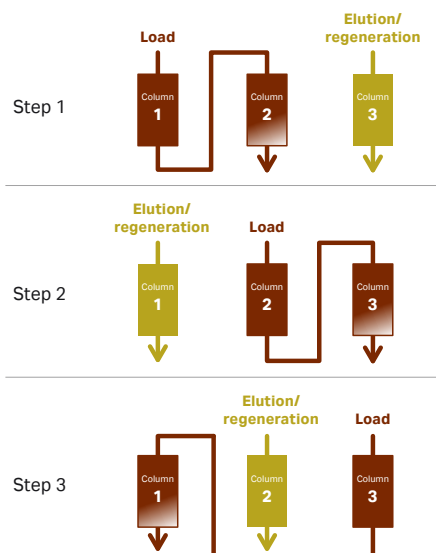 Load
Elution/
regeneration
Step 1
Column
1
Column
2
Column
3
Elution/
regeneration
Load
Step 2
Column
1
Column
2
Column
3
Elution/
regeneration
Load
Step 3
Column
1
Column
2
Column
3